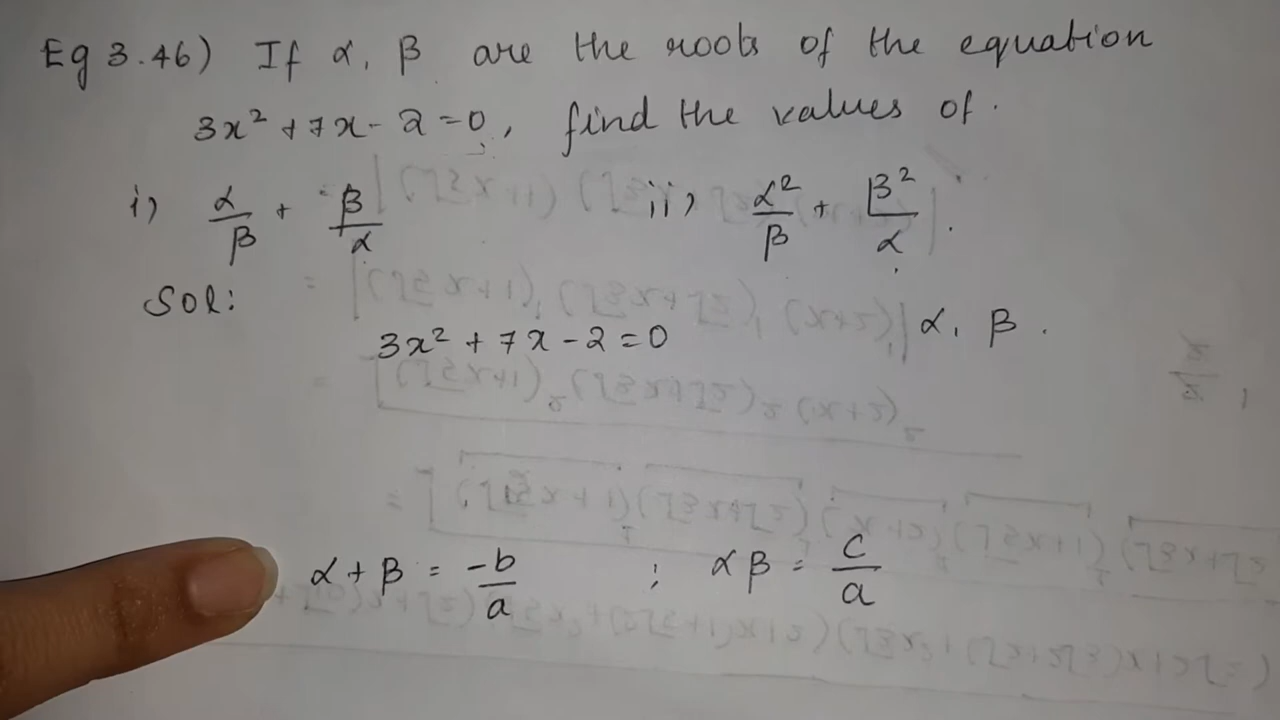 Eg 3.46) If α, β are the roots of the equation
3x² + 7x - 2 = 0, find the values of.
i) α/β + β/α ii) α²/β + β²/α.
Sol:
3x² + 7x - 2 = 0 α, β.
α + β = -b/a ; αβ = c/a